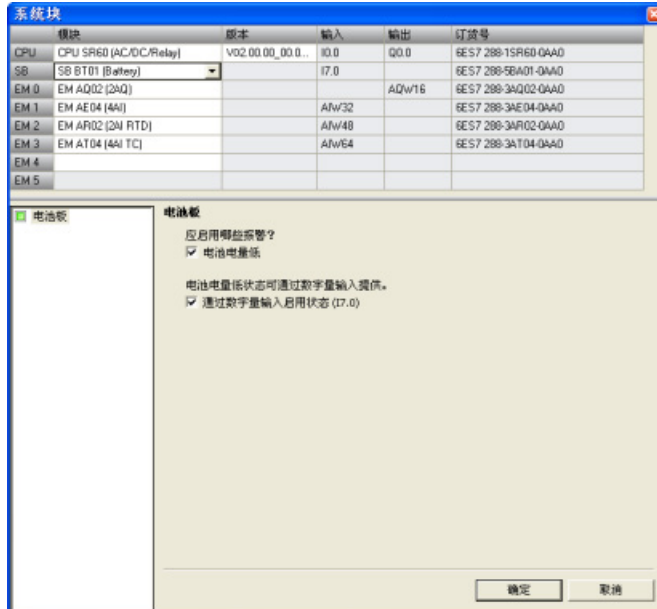 系统块
模块 版本 输入 输出 订货号
CPU CPU SR60 (AC/DC/Relay) V02.00.00_00.0... I0.0 Q0.0 6ES7 288-1SR60-0AA0
SB SB BT01 (Battery) I7.0 6ES7 288-5BA01-0AA0
EM 0 EM AQ02 (2AQ) AQW16 6ES7 288-3AQ02-0AA0
EM 1 EM AE04 (4AI) AIW32 6ES7 288-3AE04-0AA0
EM 2 EM AR02 (2AI RTD) AIW48 6ES7 288-3AR02-0AA0
EM 3 EM AT04 (4AI TC) AIW64 6ES7 288-3AT04-0AA0
EM 4
EM 5
电池板
电池板
应启用哪些报警?
电池电量低
电池电量低状态可通过数字量输入提供。
通过数字量输入启用状态 (I7.0)
确定 取消